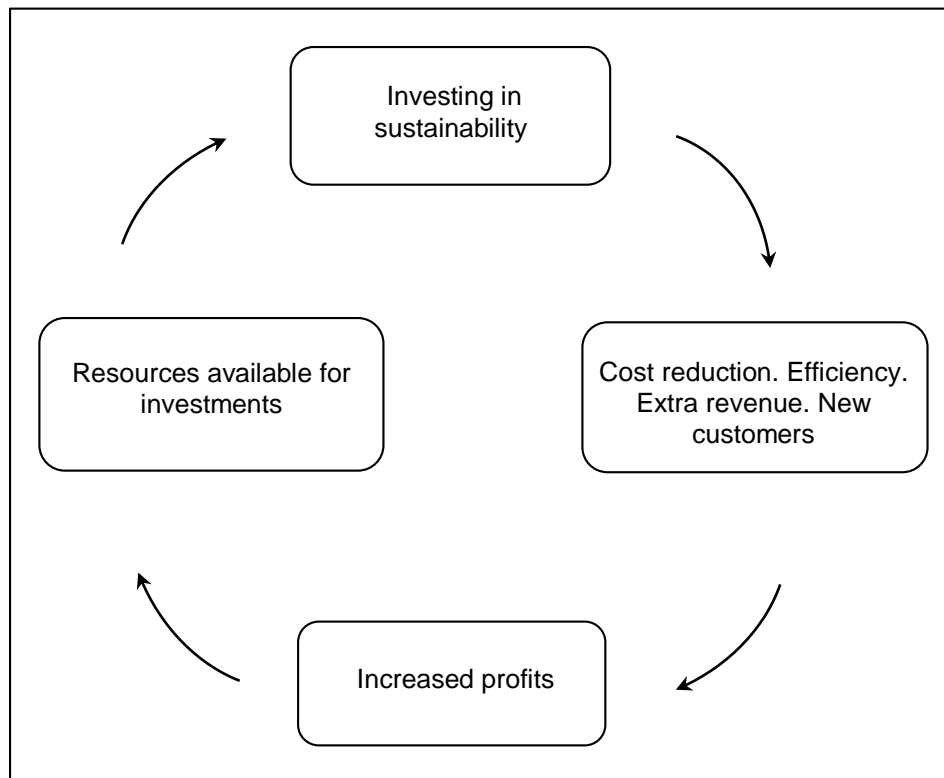 Investing in
sustainability
Resources available for
investments
Cost reduction. Efficiency.
Extra revenue. New
customers
Increased profits